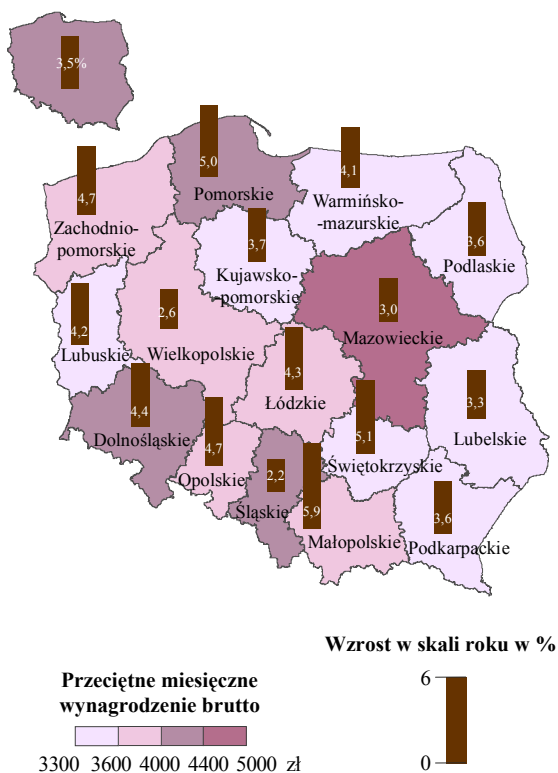 3,5%
5,0
Pomorskie
4,1
Warmińsko-
-mazurskie
4,7
Zachodnio-
pomorskie
3,7
Kujawsko-
-pomorskie
3,6
Podlaskie
4,2
Lubuskie
2,6
Wielkopolskie
3,0
Mazowieckie
4,3
Łódzkie
4,4
Dolnośląskie
3,3
Lubelskie
4,7
Opolskie
5,1
Świętokrzyskie
2,2
Śląskie
5,9
Małopolskie
3,6
Podkarpackie
Wzrost w skali roku w %
6
0
Przeciętne miesięczne
wynagrodzenie brutto
3300 3600 4000 4400 5000 zł